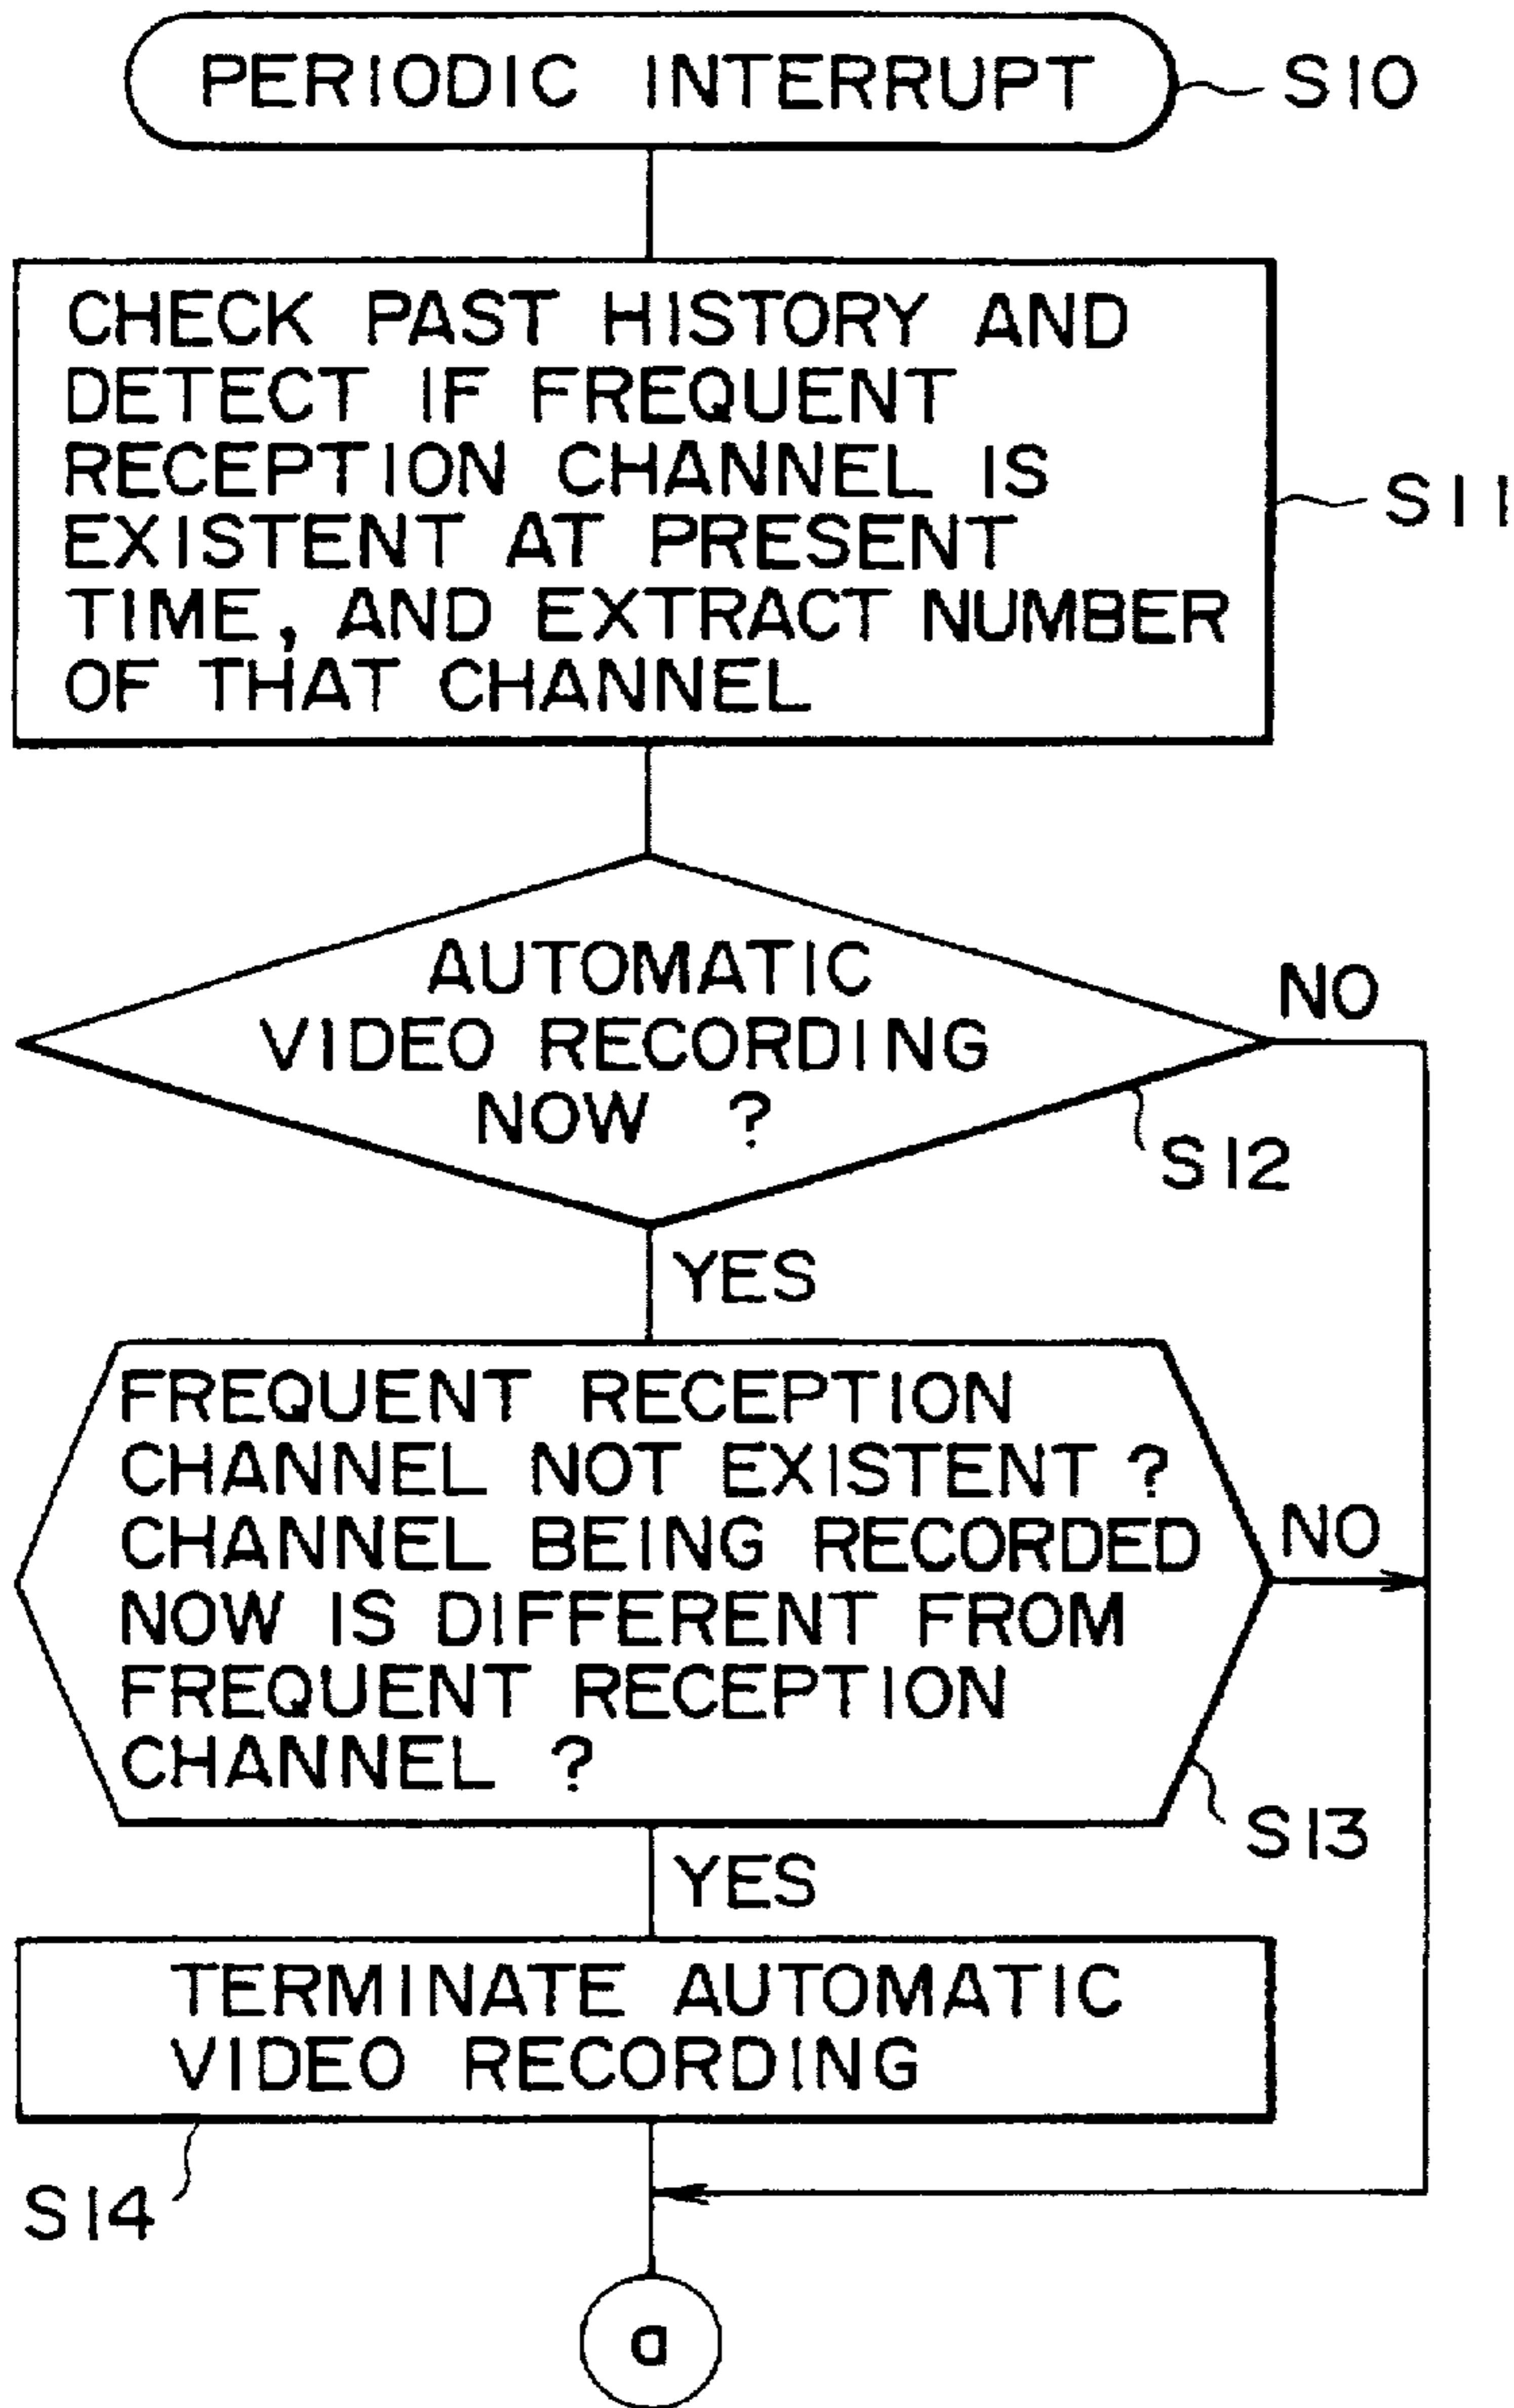 PERIODIC INTERRUPT
S10
CHECK PAST HISTORY AND
DETECT IF FREQUENT
RECEPTION CHANNEL IS
EXISTENT AT PRESENT
TIME, AND EXTRACT NUMBER
OF THAT CHANNEL
S11
AUTOMATIC
VIDEO RECORDING
NOW ?
NO
S12
YES
FREQUENT RECEPTION
CHANNEL NOT EXISTENT ?
CHANNEL BEING RECORDED
NOW IS DIFFERENT FROM
FREQUENT RECEPTION
CHANNEL ?
NO
S13
YES
TERMINATE AUTOMATIC
VIDEO RECORDING
S14
a